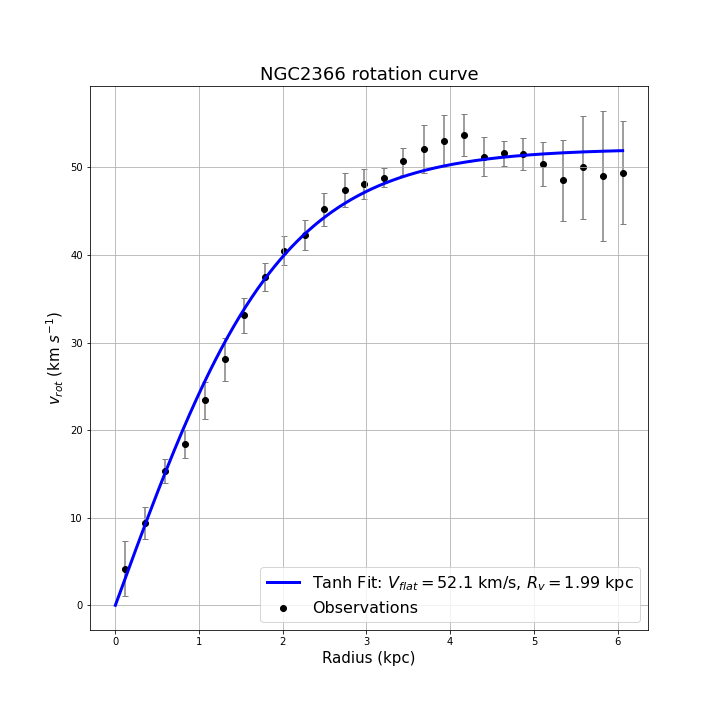 NGC2366 rotation curve
50
40
30
20
10
0
v_rot (km s⁻¹)
Tanh Fit: V_flat = 52.1 km/s, R_v = 1.99 kpc
Observations
0 1 2 3 4 5 6
Radius (kpc)